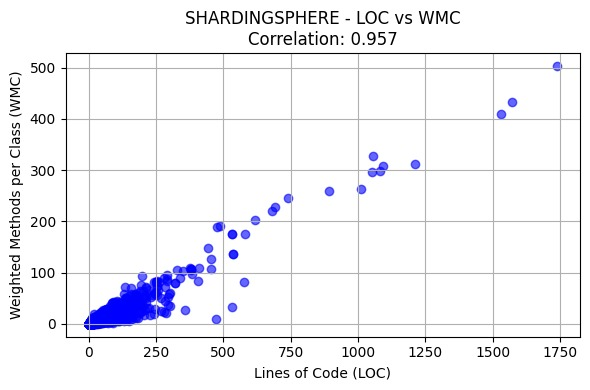 SHARDINGSPHERE - LOC vs WMC
Correlation: 0.957
Weighted Methods per Class (WMC)
500
400
300
200
100
0
0 250 500 750 1000 1250 1500 1750
Lines of Code (LOC)